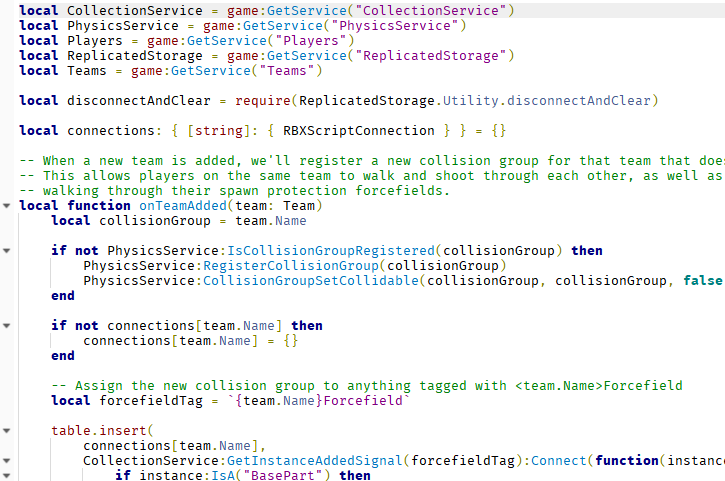 local CollectionService = game:GetService("CollectionService")
local PhysicsService = game:GetService("PhysicsService")
local Players = game:GetService("Players")
local ReplicatedStorage = game:GetService("ReplicatedStorage")
local Teams = game:GetService("Teams")

local disconnectAndClear = require(ReplicatedStorage.Utility.disconnectAndClear)

local connections: { [string]: { RBXScriptConnection } } = {}

-- When a new team is added, we'll register a new collision group for that team that does
-- This allows players on the same team to walk and shoot through each other, as well as
-- walking through their spawn protection forcefields.
local function onTeamAdded(team: Team)
    local collisionGroup = team.Name

    if not PhysicsService:IsCollisionGroupRegistered(collisionGroup) then
        PhysicsService:RegisterCollisionGroup(collisionGroup)
        PhysicsService:CollisionGroupSetCollidable(collisionGroup, collisionGroup, false
    end

    if not connections[team.Name] then
        connections[team.Name] = {}
    end

    -- Assign the new collision group to anything tagged with <team.Name>Forcefield
    local forcefieldTag = `{team.Name}Forcefield`

    table.insert(
        connections[team.Name],
        CollectionService:GetInstanceAddedSignal(forcefieldTag):Connect(function(instanc
            if instance:IsA("BasePart") then